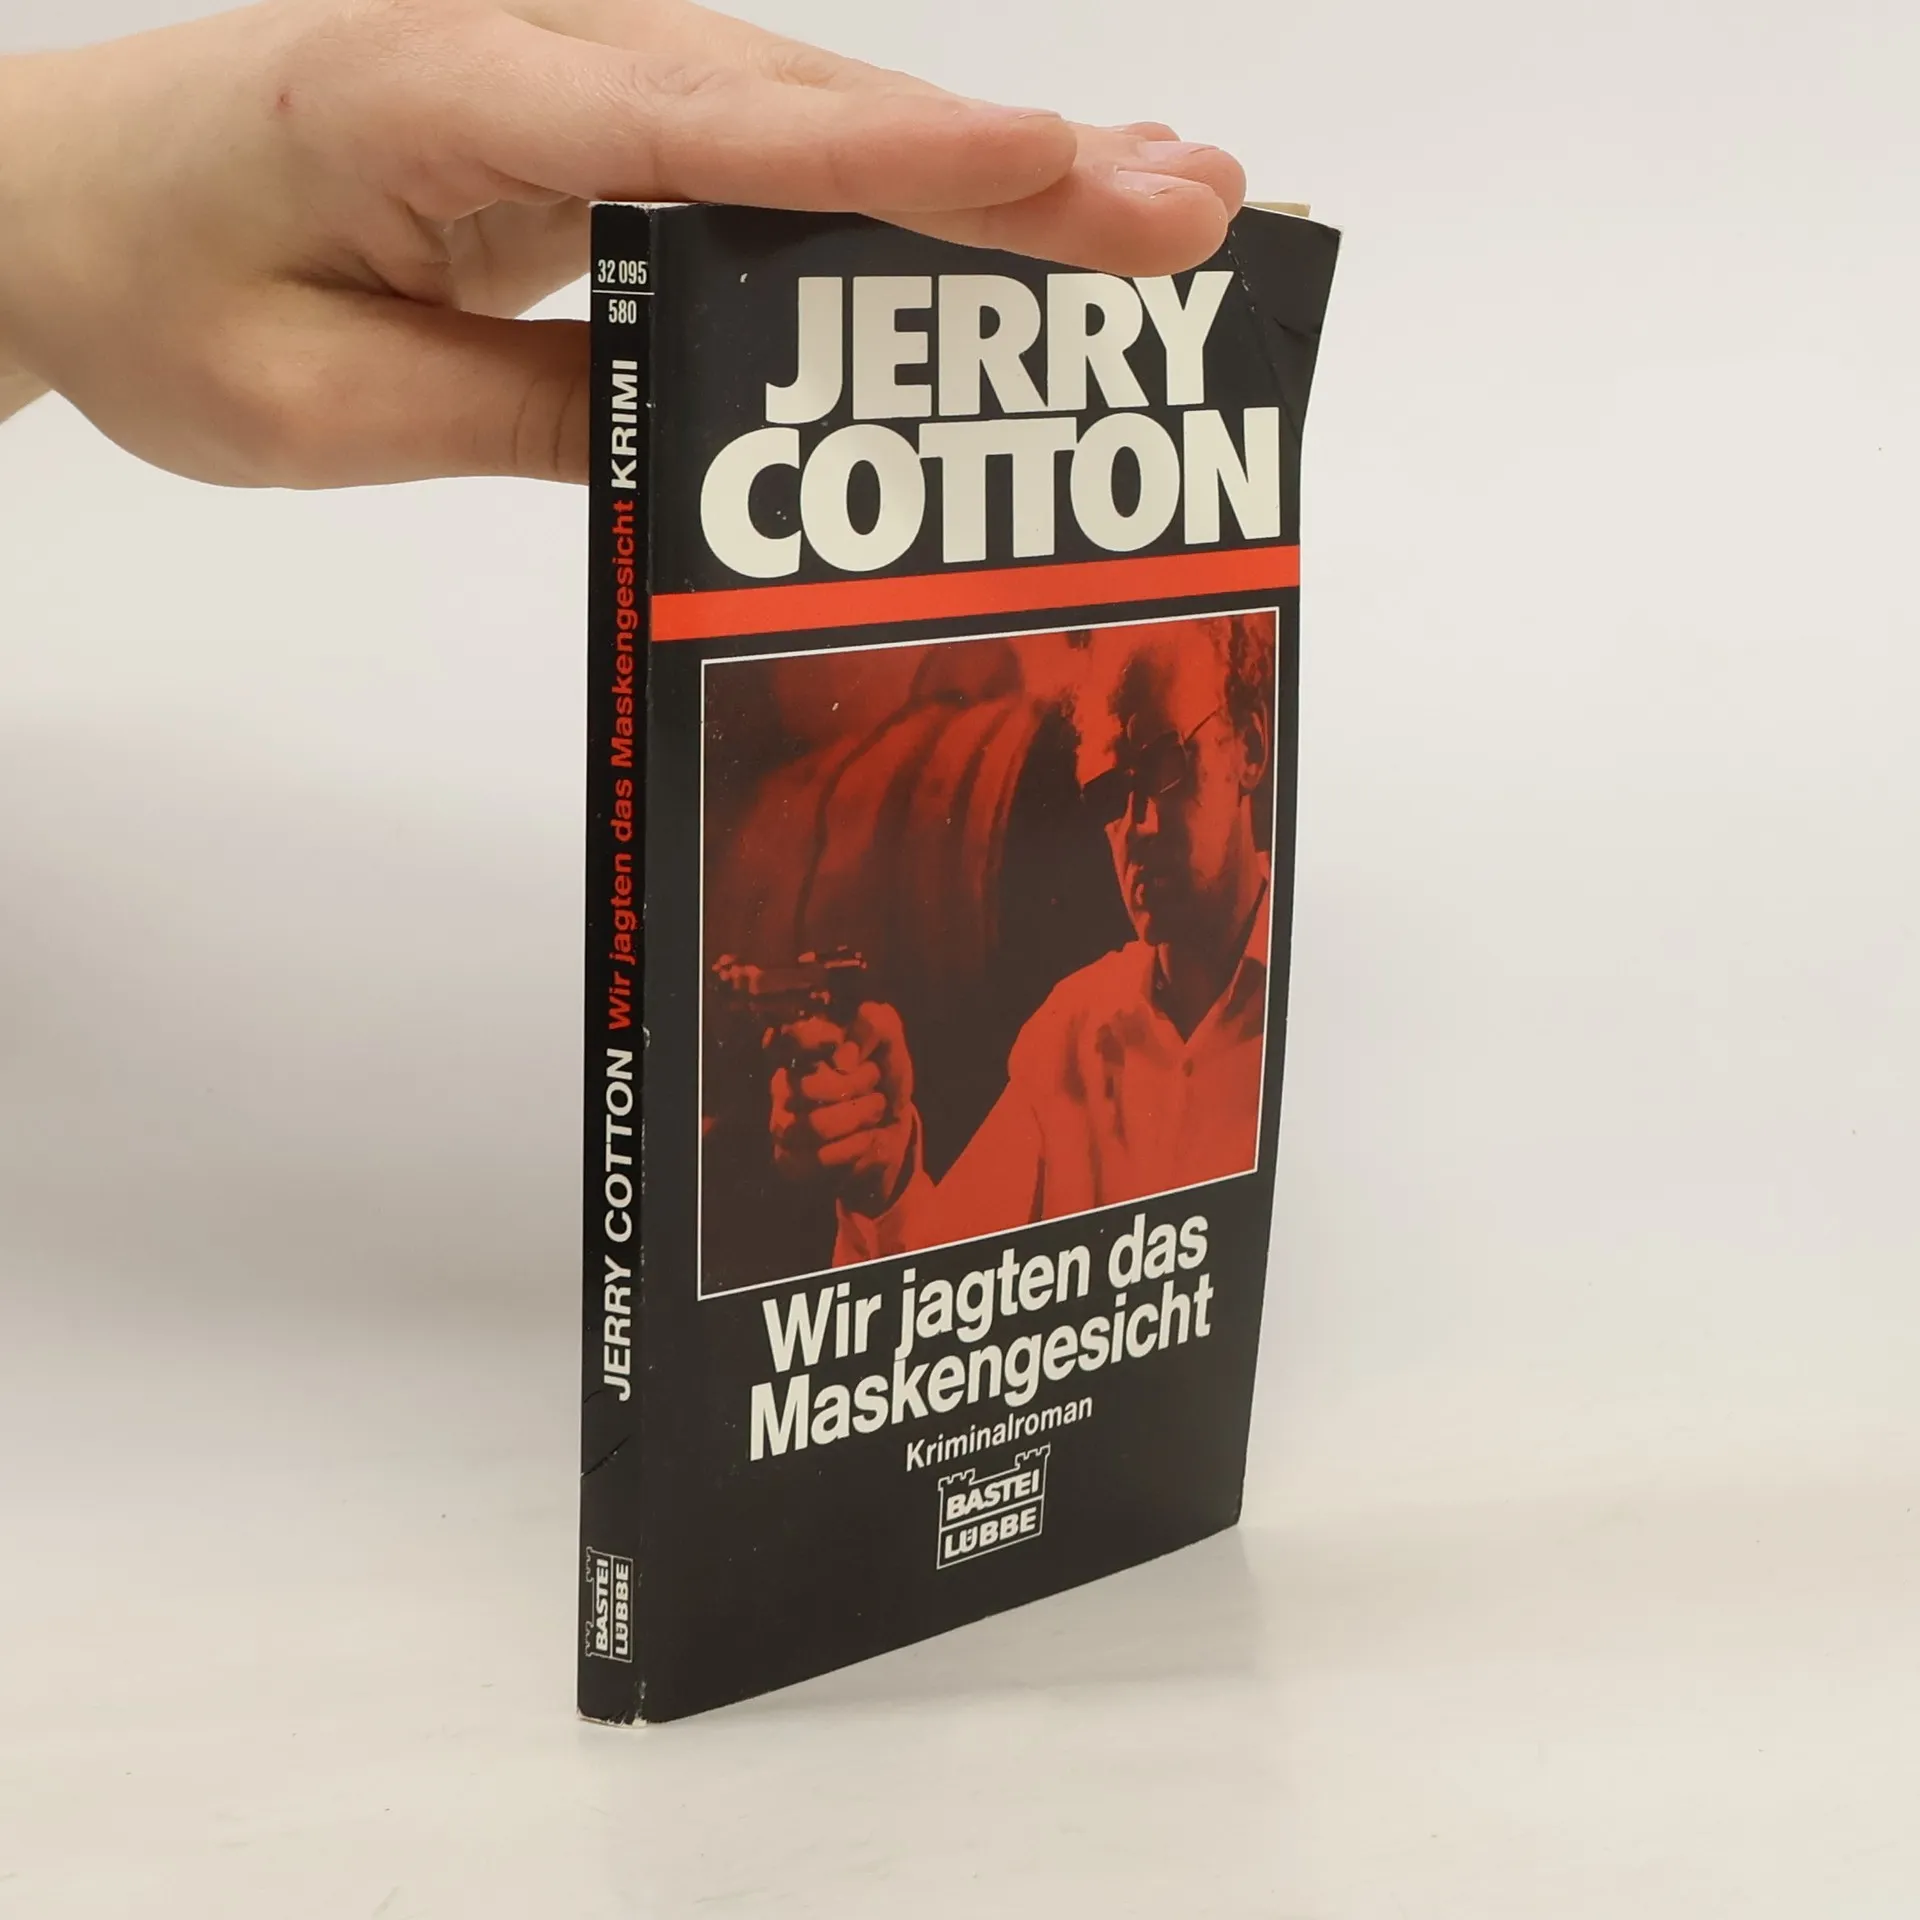 32 095
580
JERRY COTTON Wir jagten das Maskengesicht KRIMI
BASTEI
LÜBBE
JERRY
COTTON
Wir jagten das
Maskengesicht
Kriminalroman
BASTEI
LÜBBE